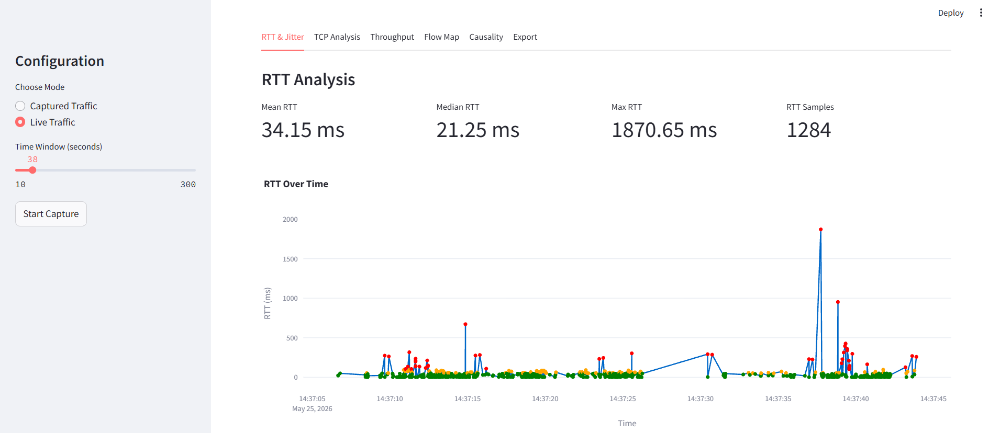 Deploy
Configuration
Choose Mode
Captured Traffic
Live Traffic
Time Window (seconds)
38
10 300
Start Capture
RTT & Jitter TCP Analysis Throughput Flow Map Causality Export
RTT Analysis
Mean RTT Median RTT Max RTT RTT Samples
34.15 ms 21.25 ms 1870.65 ms 1284
RTT Over Time
2000
1500
1000
500
0
RTT (ms)
14:37:05 14:37:10 14:37:15 14:37:20 14:37:25 14:37:30 14:37:35 14:37:40 14:37:45
May 25, 2026
Time